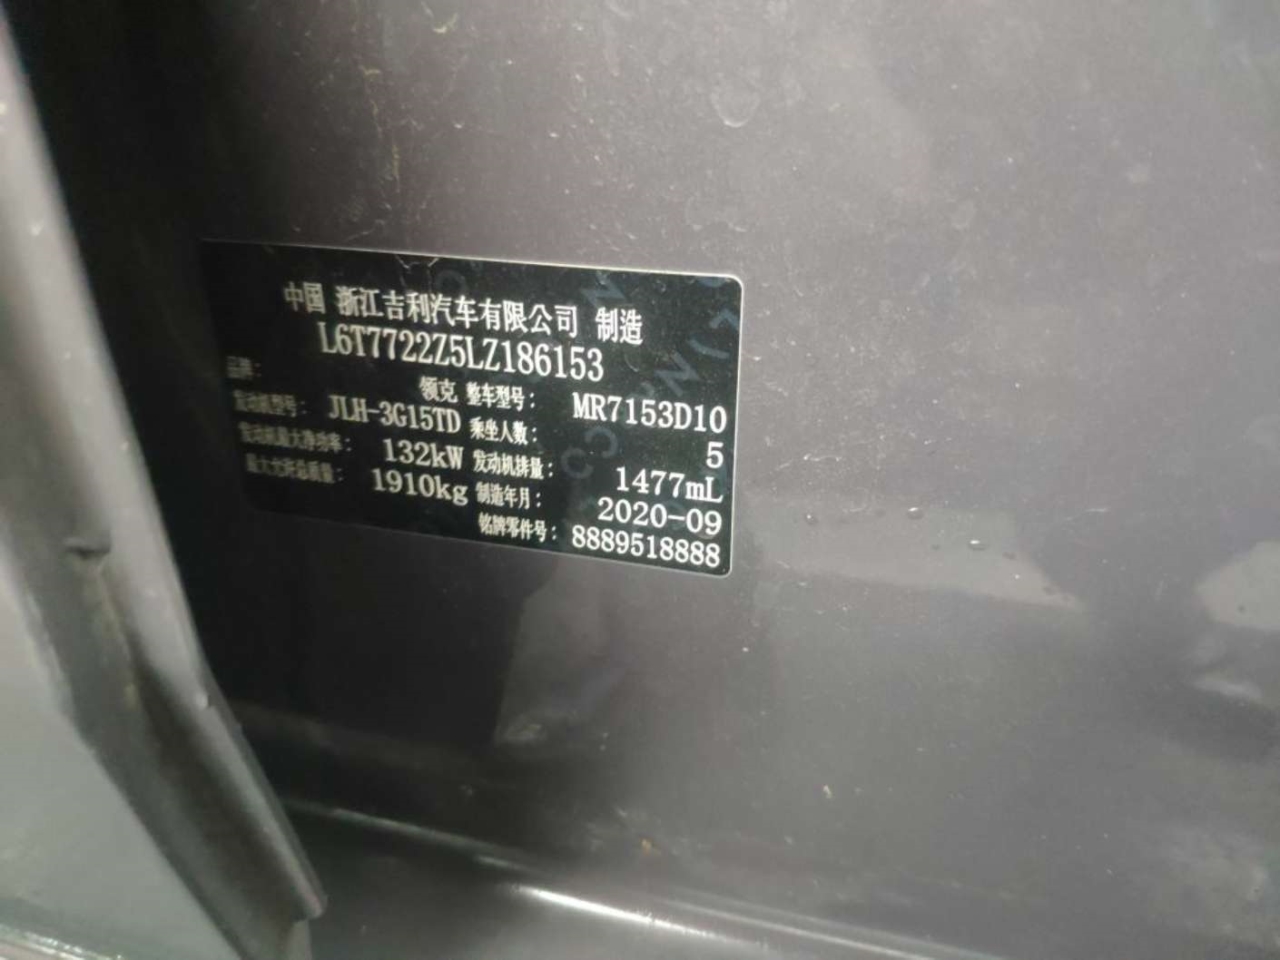 中国 浙江吉利汽车有限公司 制造
L6T7722Z5LZ186153
品牌： 领克 整车型号： MR7153D10
发动机型号： JLH-3G15TD 乘坐人数： 5
发动机最大净功率： 132kW 发动机排量： 1477mL
最大允许总质量： 1910kg 制造年月： 2020-09
铭牌零件号： 8889518888